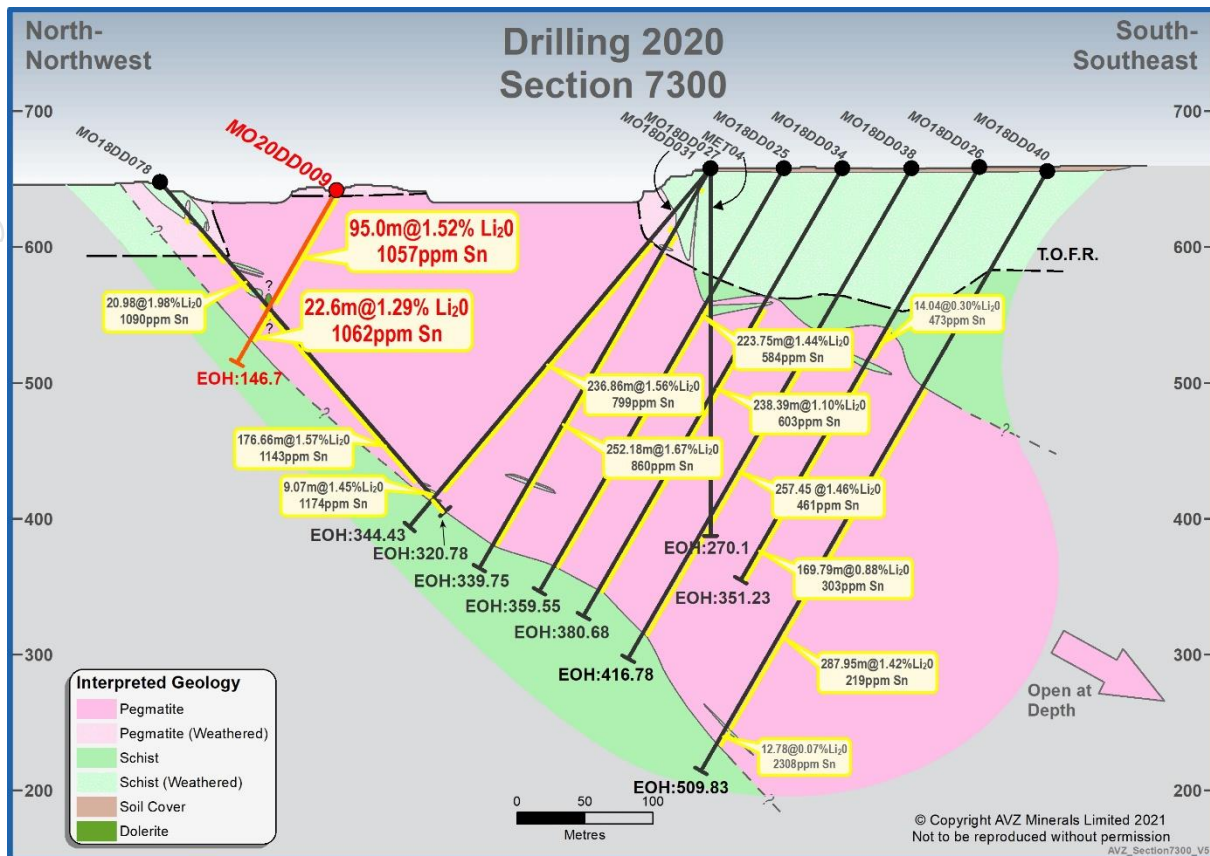 North-
Northwest
Drilling 2020
Section 7300
South-
Southeast
700
600
500
400
300
200
700
600
500
400
300
200
MO18DD078
MO20DD009
MO18DD031
MO18DD027
MET04
MO18DD025
MO18DD034
MO18DD038
MO18DD026
MO18DD040
95.0m@1.52% Li₂0
1057ppm Sn
22.6m@1.29% Li₂0
1062ppm Sn
20.98@1.98%Li₂0
1090ppm Sn
EOH:146.7
176.66m@1.57%Li₂0
1143ppm Sn
9.07m@1.45%Li₂0
1174ppm Sn
236.86m@1.56%Li₂0
799ppm Sn
252.18m@1.67%Li₂0
860ppm Sn
223.75m@1.44%Li₂0
584ppm Sn
238.39m@1.10%Li₂0
603ppm Sn
257.45 @1.46%Li₂0
461ppm Sn
14.04@0.30%Li₂0
473ppm Sn
169.79m@0.88%Li₂0
303ppm Sn
287.95m@1.42%Li₂0
219ppm Sn
12.78@0.07%Li₂0
2308ppm Sn
T.O.F.R.
?
?
?
?
?
?
EOH:344.43
EOH:320.78
EOH:339.75
EOH:359.55
EOH:380.68
EOH:416.78
EOH:270.1
EOH:351.23
EOH:509.83
Open at
Depth
Interpreted Geology
Pegmatite
Pegmatite (Weathered)
Schist
Schist (Weathered)
Soil Cover
Dolerite
0 50 100
Metres
© Copyright AVZ Minerals Limited 2021
Not to be reproduced without permission
AVZ_Section7300_V5